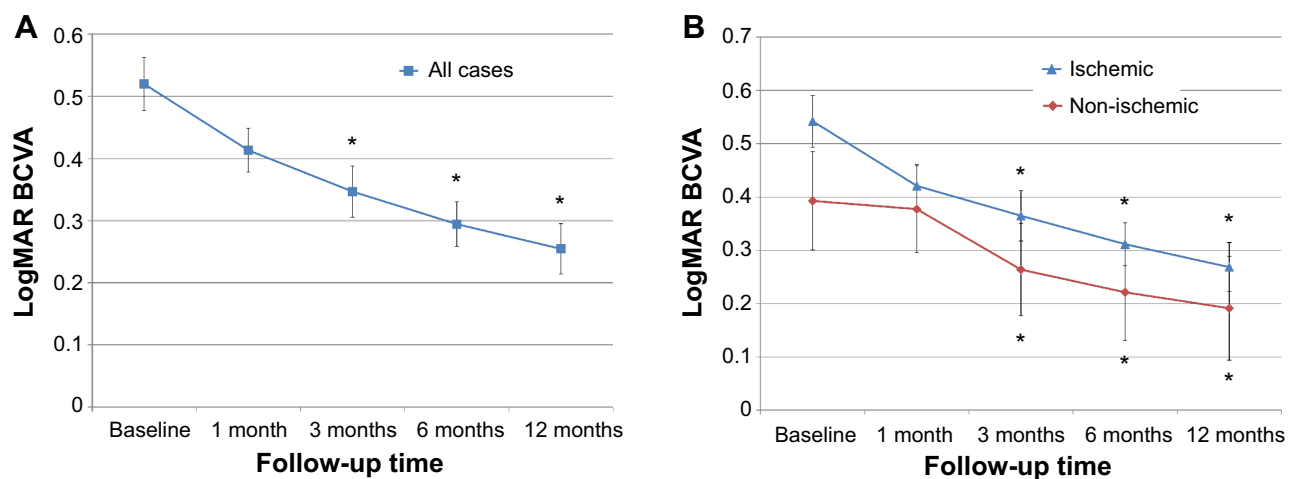 A
LogMAR BCVA
0.6
0.5
0.4
0.3
0.2
0.1
0
All cases
*
*
*
Baseline
1 month
3 months
6 months
12 months
Follow-up time
B
LogMAR BCVA
0.7
0.6
0.5
0.4
0.3
0.2
0.1
0
Ischemic
Non-ischemic
*
*
*
*
*
*
Baseline
1 month
3 months
6 months
12 months
Follow-up time